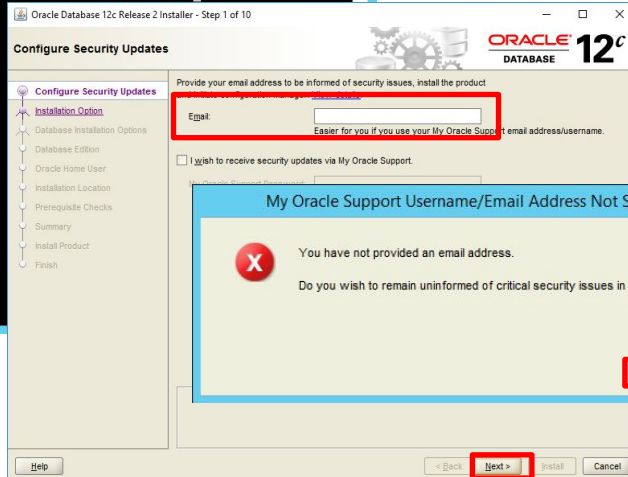 Oracle Database 12c Release 2 Installer - Step 1 of 10
Configure Security Updates
ORACLE
DATABASE
12c
Configure Security Updates
Installation Option
Database Installation Options
Database Edition
Oracle Home User
Installation Location
Prerequisite Checks
Summary
Install Product
Finish
Provide your email address to be informed of security issues, install the product
Email:
Easier for you if you use your My Oracle Support email address/username.
I wish to receive security updates via My Oracle Support.
My Oracle Support Username/Email Address Not S
You have not provided an email address.
Do you wish to remain uninformed of critical security issues in
Help
< Back
Next >
Install
Cancel